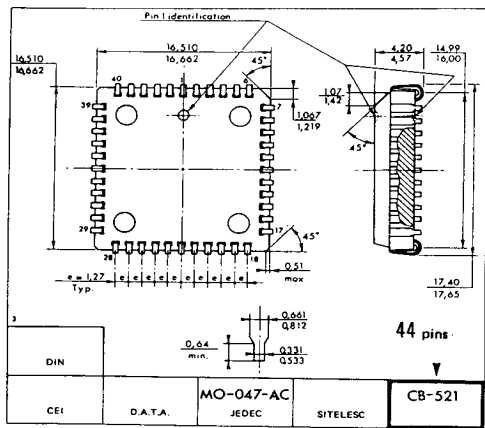 Pin 1 identification
16,510
16,662
45°
4,20
4,57
14,99
16,00
16,510
16,662
40
1
6
39
7
1,067
1,219
1,07
1,42
45°
29
17
45°
28
18
e = 1,27
Typ.
e e e e e e e e e
0,51
max
17,40
17,65
0,661
0,812
0,64
min.
0,331
0,533
44 pins
3
DIN
CEI
D.A.T.A.
MO-047-AC
JEDEC
SITELESC
CB-521